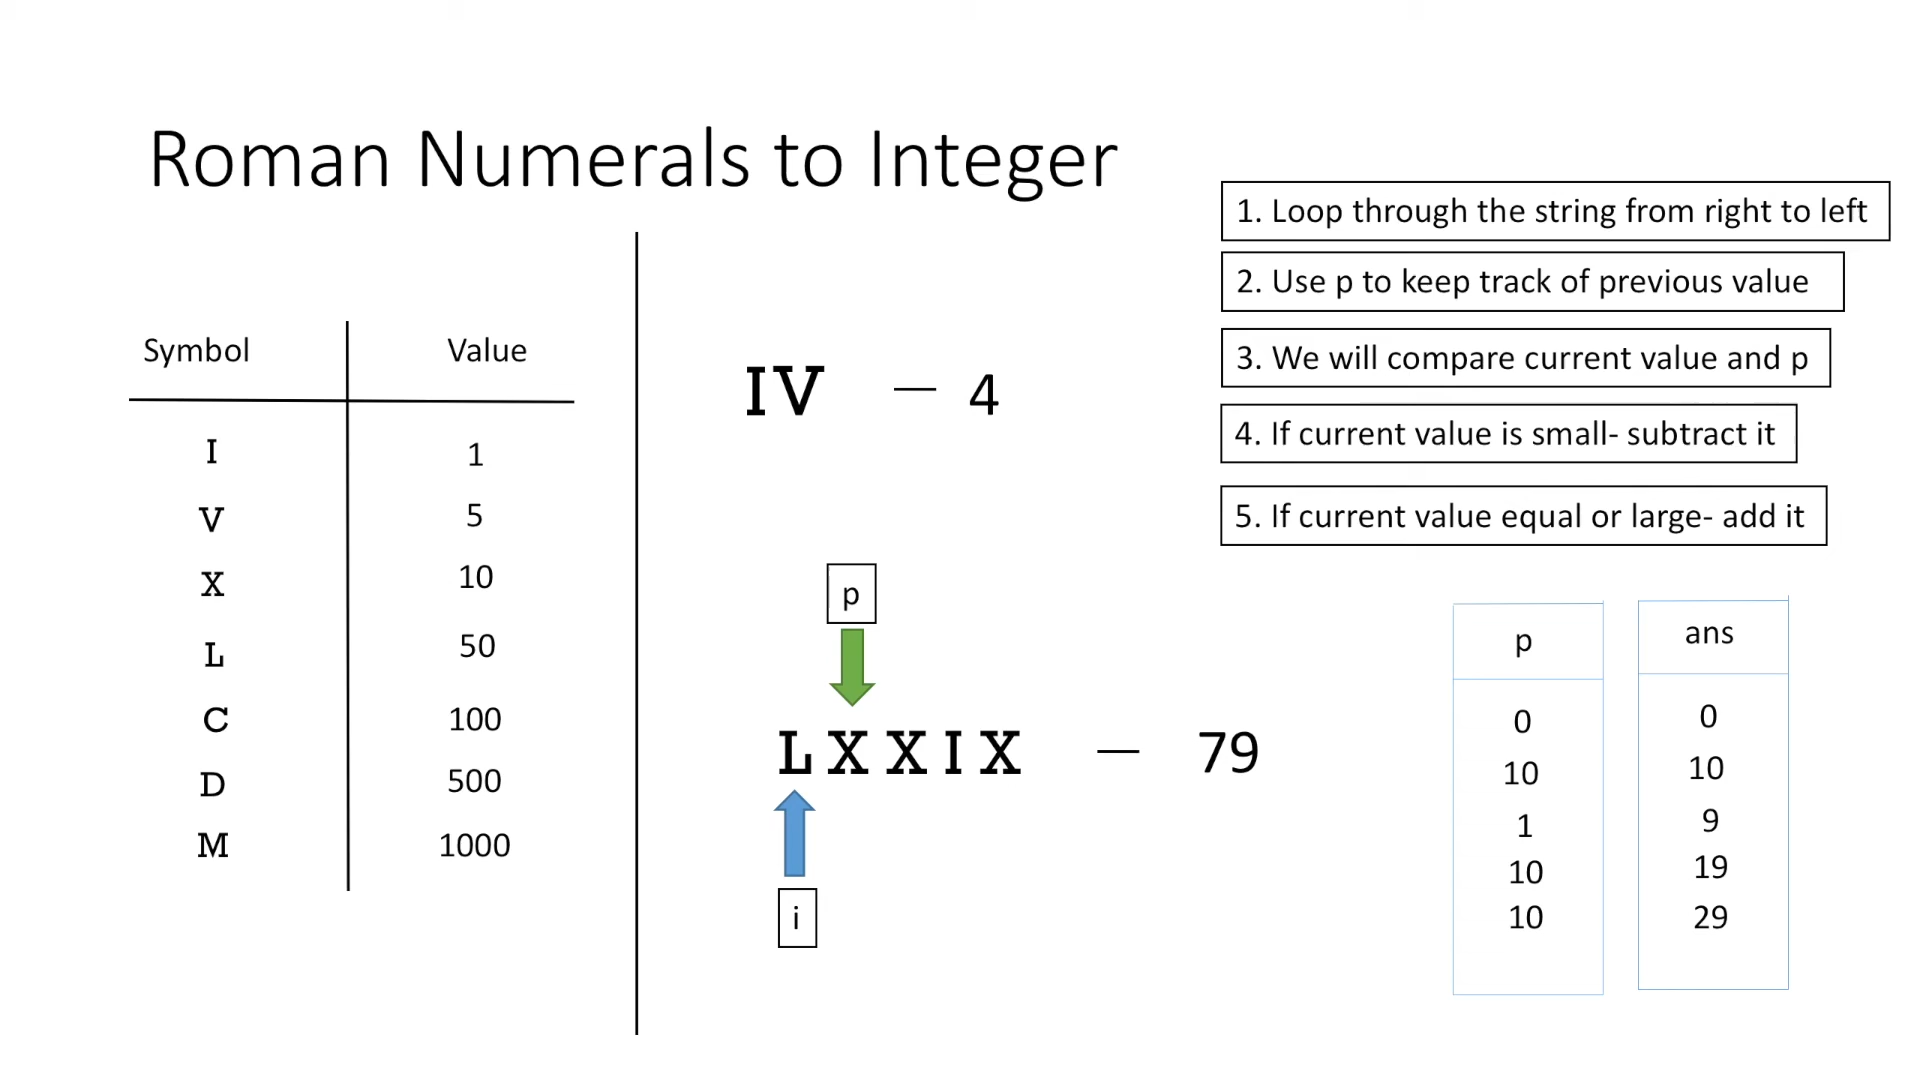 Roman Numerals to Integer
Symbol Value
I 1
V 5
X 10
L 50
C 100
D 500
M 1000
IV — 4
p
LXXIX — 79
i
1. Loop through the string from right to left
2. Use p to keep track of previous value
3. We will compare current value and p
4. If current value is small- subtract it
5. If current value equal or large- add it
p ans
0 0
10 10
1 9
10 19
10 29